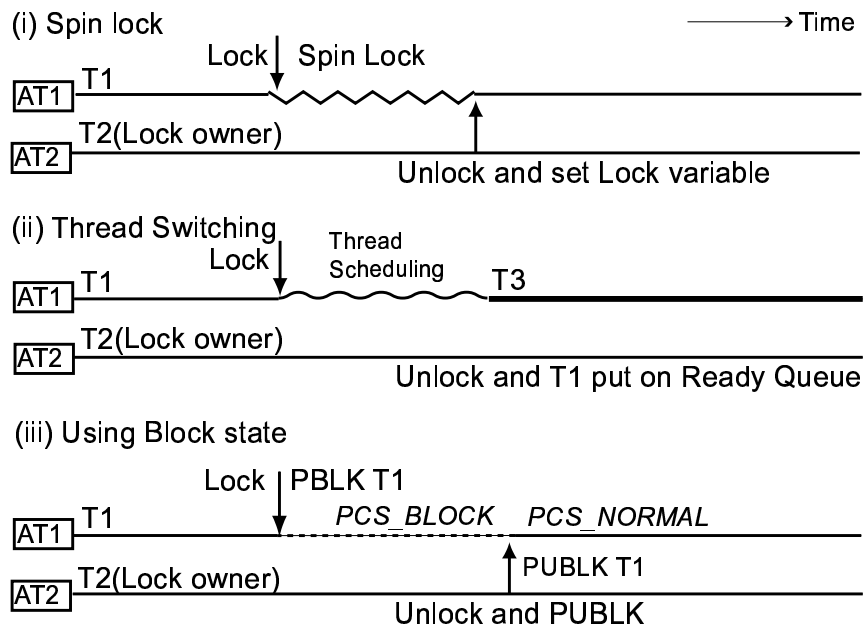 (i) Spin lock
Time
Lock
Spin Lock
T1
AT1
T2(Lock owner)
AT2
Unlock and set Lock variable
(ii) Thread Switching
Lock
Thread
Scheduling
T1
T3
AT1
T2(Lock owner)
AT2
Unlock and T1 put on Ready Queue
(iii) Using Block state
Lock
PBLK T1
T1
PCS_BLOCK
PCS_NORMAL
AT1
PUBLK T1
T2(Lock owner)
AT2
Unlock and PUBLK